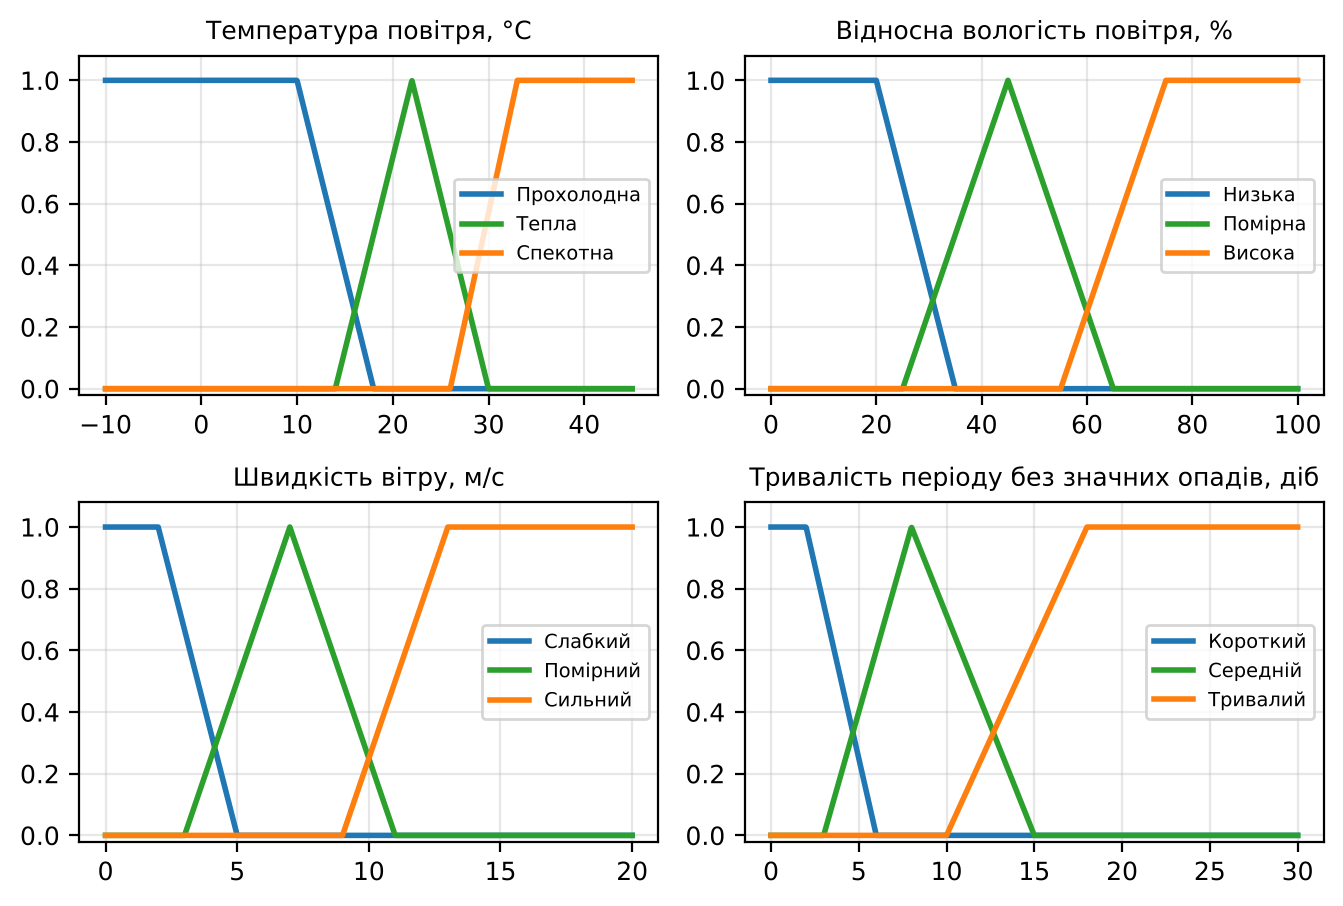 Температура повітря, °C
1.0
0.8
0.6
0.4
0.2
0.0
Прохолодна
Тепла
Спекотна
−10 0 10 20 30 40
Відносна вологість повітря, %
1.0
0.8
0.6
0.4
0.2
0.0
Низька
Помірна
Висока
0 20 40 60 80 100
Швидкість вітру, м/с
1.0
0.8
0.6
0.4
0.2
0.0
Слабкий
Помірний
Сильний
0 5 10 15 20
Тривалість періоду без значних опадів, діб
1.0
0.8
0.6
0.4
0.2
0.0
Короткий
Середній
Тривалий
0 5 10 15 20 25 30